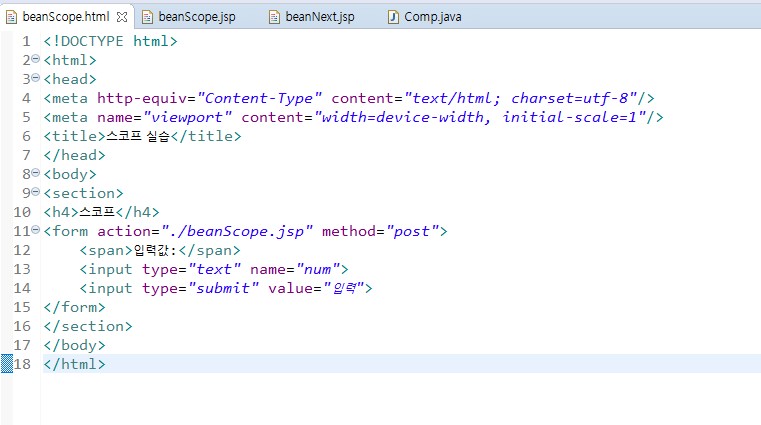 beanScope.html beanScope.jsp beanNext.jsp Comp.java
1 <!DOCTYPE html>
2 <html>
3 <head>
4 <meta http-equiv="Content-Type" content="text/html; charset=utf-8"/>
5 <meta name="viewport" content="width=device-width, initial-scale=1"/>
6 <title>스코프 실습</title>
7 </head>
8 <body>
9 <section>
10 <h4>스코프</h4>
11 <form action="./beanScope.jsp" method="post">
12 <span>입력값:</span>
13 <input type="text" name="num">
14 <input type="submit" value="입력">
15 </form>
16 </section>
17 </body>
18 </html>